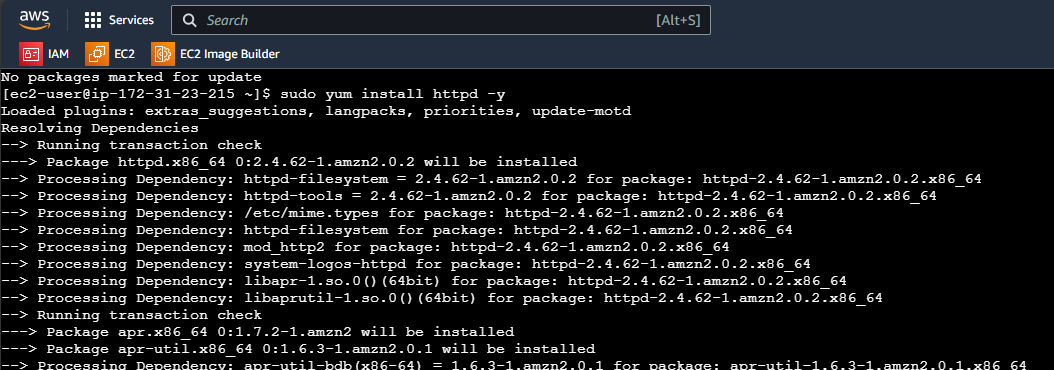 aws Services Search [Alt+S]
IAM EC2 EC2 Image Builder
No packages marked for update
[ec2-user@ip-172-31-23-215 ~]$ sudo yum install httpd -y
Loaded plugins: extras_suggestions, langpacks, priorities, update-motd
Resolving Dependencies
--> Running transaction check
---> Package httpd.x86_64 0:2.4.62-1.amzn2.0.2 will be installed
--> Processing Dependency: httpd-filesystem = 2.4.62-1.amzn2.0.2 for package: httpd-2.4.62-1.amzn2.0.2.x86_64
--> Processing Dependency: httpd-tools = 2.4.62-1.amzn2.0.2 for package: httpd-2.4.62-1.amzn2.0.2.x86_64
--> Processing Dependency: /etc/mime.types for package: httpd-2.4.62-1.amzn2.0.2.x86_64
--> Processing Dependency: httpd-filesystem for package: httpd-2.4.62-1.amzn2.0.2.x86_64
--> Processing Dependency: mod_http2 for package: httpd-2.4.62-1.amzn2.0.2.x86_64
--> Processing Dependency: system-logos-httpd for package: httpd-2.4.62-1.amzn2.0.2.x86_64
--> Processing Dependency: libapr-1.so.0()(64bit) for package: httpd-2.4.62-1.amzn2.0.2.x86_64
--> Processing Dependency: libaprutil-1.so.0()(64bit) for package: httpd-2.4.62-1.amzn2.0.2.x86_64
--> Running transaction check
---> Package apr.x86_64 0:1.7.2-1.amzn2 will be installed
---> Package apr-util.x86_64 0:1.6.3-1.amzn2.0.1 will be installed
--> Processing Dependency: apr-util-bdb(x86-64) = 1.6.3-1.amzn2.0.1 for package: apr-util-1.6.3-1.amzn2.0.1.x86_64